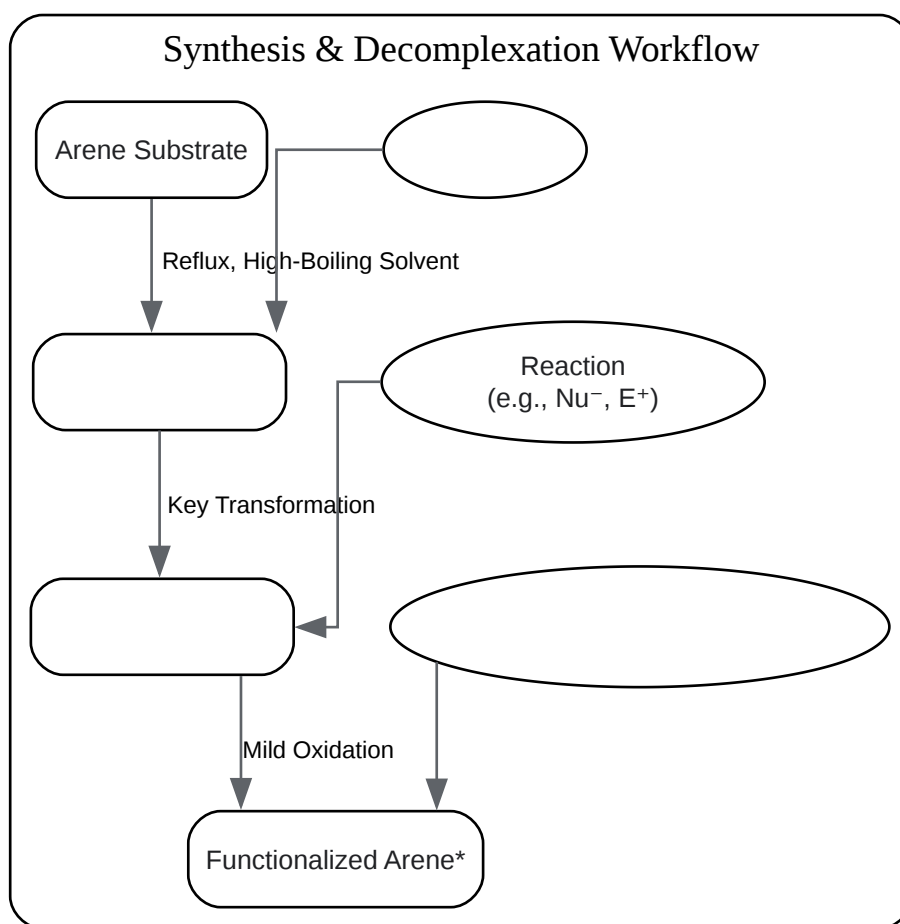 Synthesis & Decomplexation Workflow
Arene Substrate
Reflux, High-Boiling Solvent
Reaction
(e.g., Nu⁻, E⁺)
Key Transformation
Mild Oxidation
Functionalized Arene*